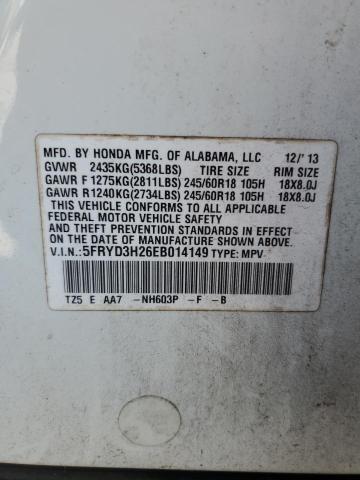 MFD. BY HONDA MFG. OF ALABAMA, LLC 12/'13
GVWR 2435KG(5368LBS) TIRE SIZE RIM SIZE
GAWR F 1275KG(2811LBS) 245/60R18 105H 18X8.0J
GAWR R 1240KG(2734LBS) 245/60R18 105H 18X8.0J
THIS VEHICLE CONFORMS TO ALL APPLICABLE
FEDERAL MOTOR VEHICLE SAFETY
AND THEFT PREVENTION STANDARDS IN EFFECT
ON THE DATE OF MANUFACTURE SHOWN ABOVE.
V.I.N.:5FRYD3H26EB014149 TYPE: MPV
TZ5 E AA7 -NH603P -F -B